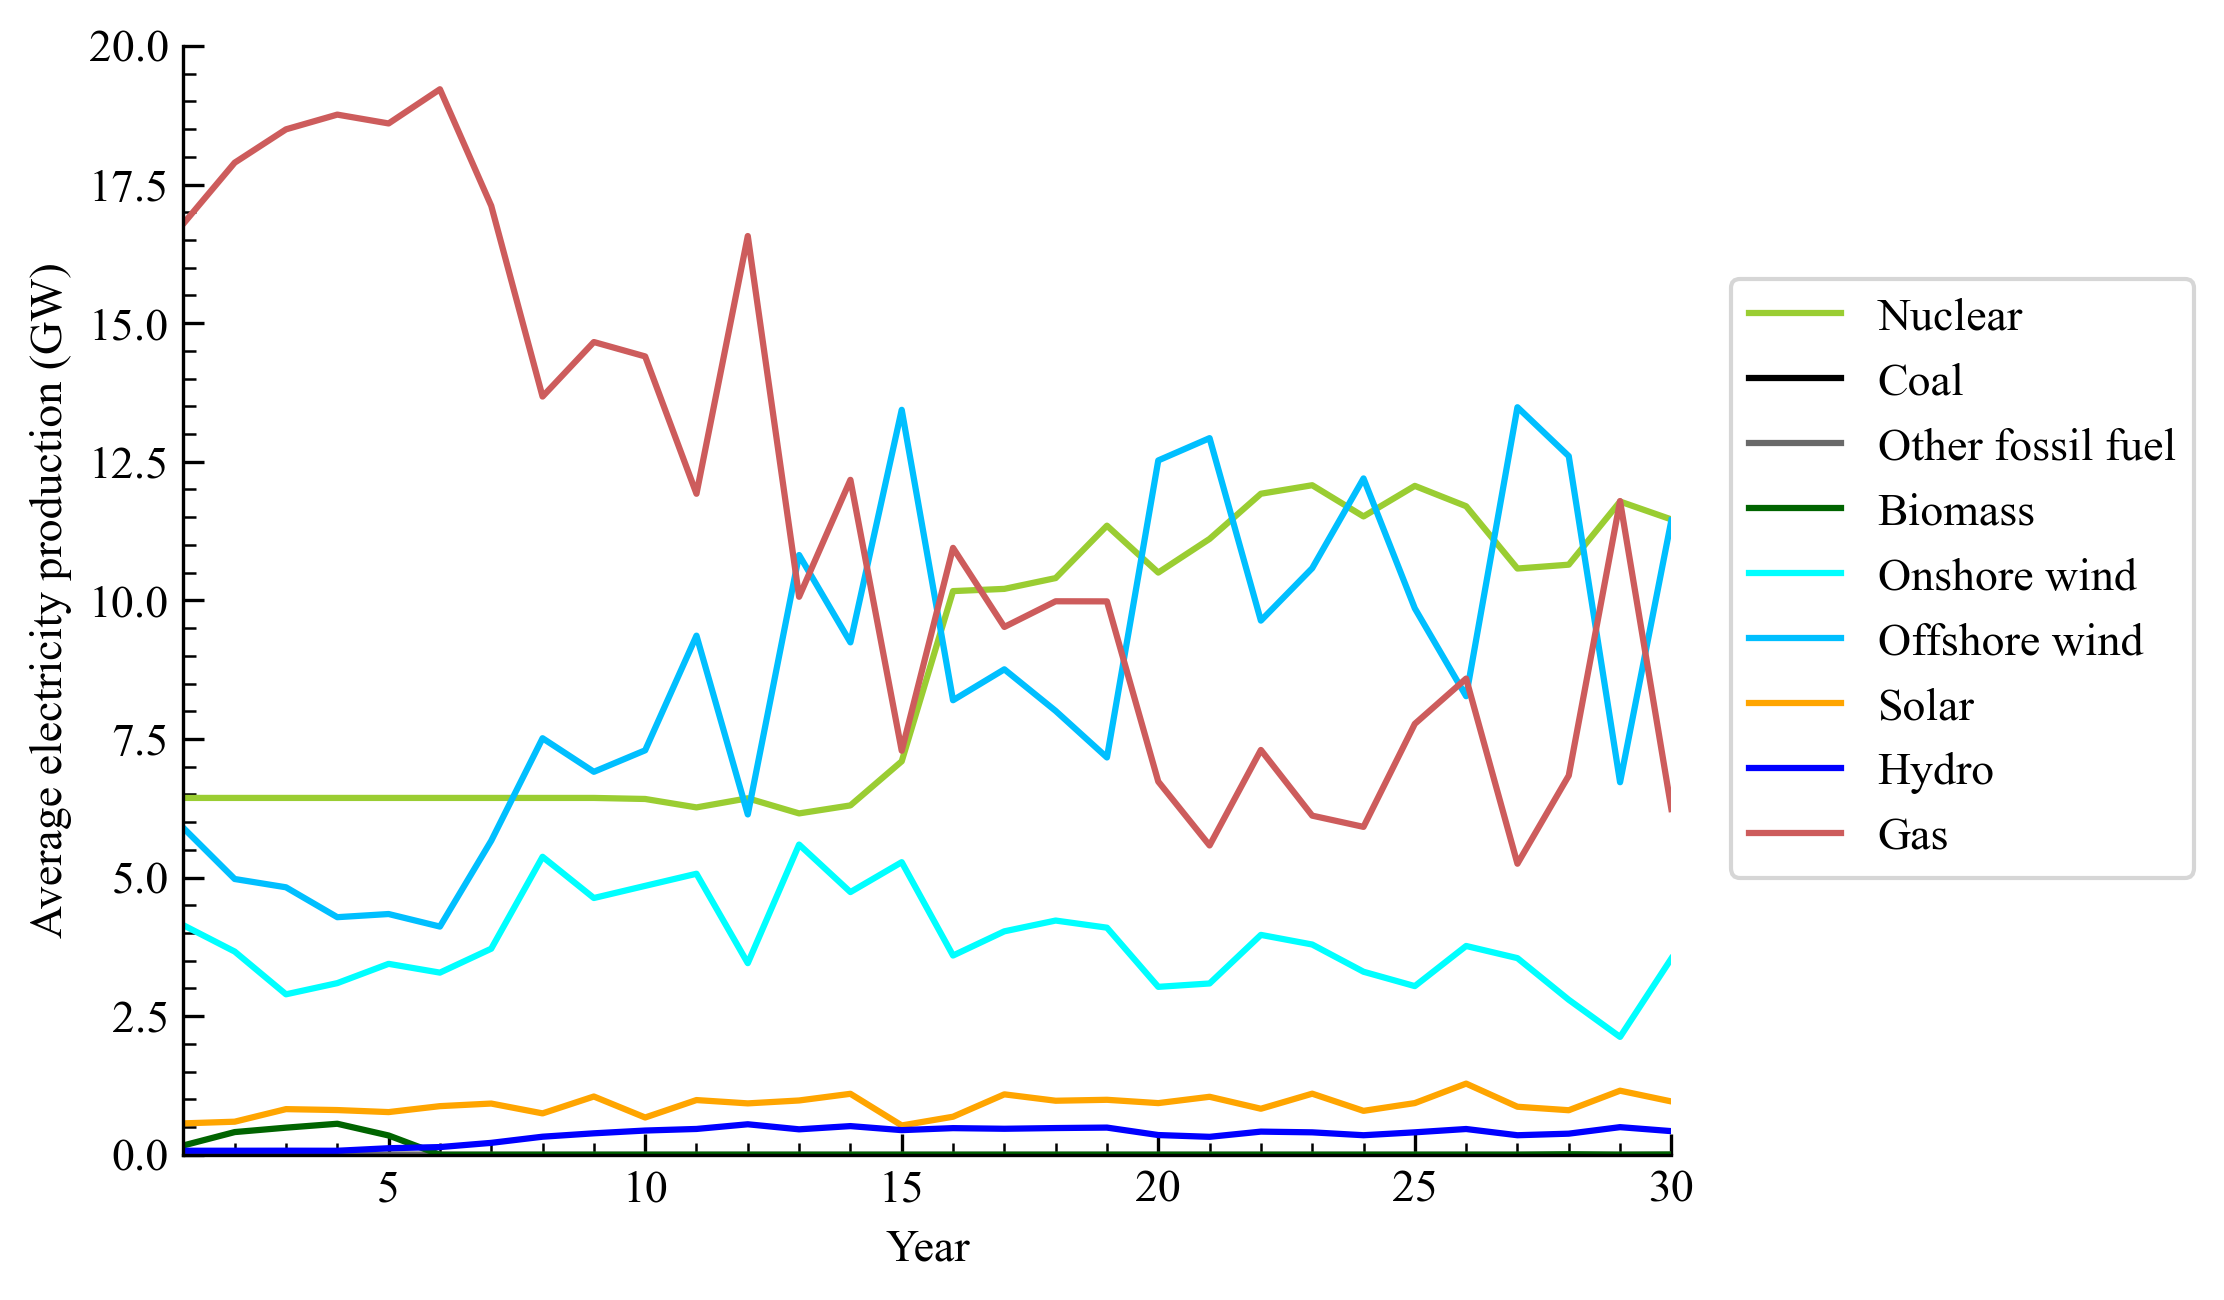 20.0
17.5
15.0
12.5
10.0
7.5
5.0
2.5
0.0
Average electricity production (GW)
5 10 15 20 25 30
Year
Nuclear
Coal
Other fossil fuel
Biomass
Onshore wind
Offshore wind
Solar
Hydro
Gas